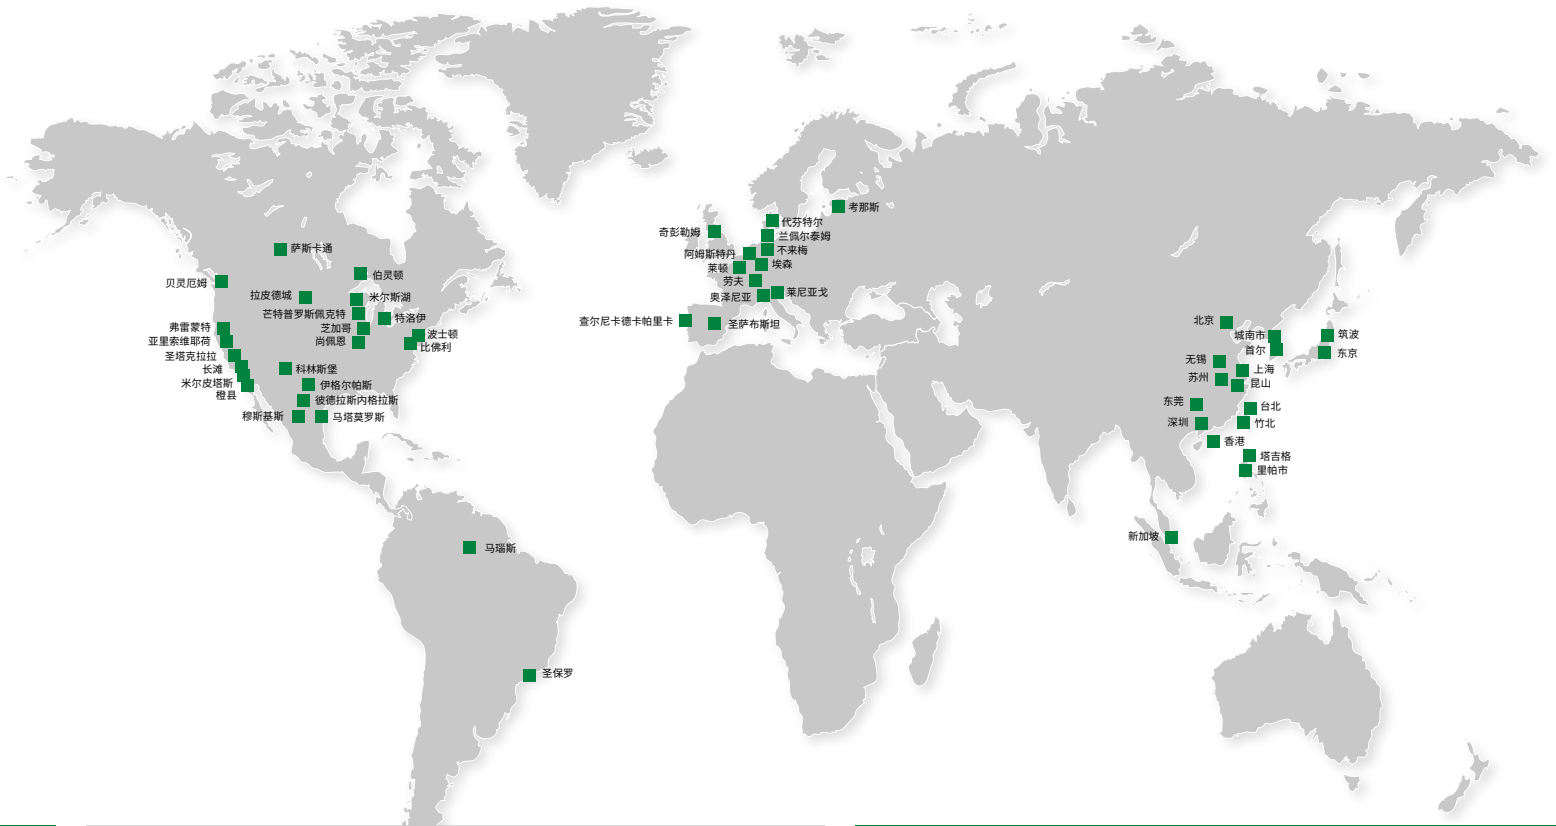 萨斯卡通
贝灵厄姆
伯灵顿
拉皮德城
米尔斯湖
芒特普罗斯佩克特
特洛伊
弗雷蒙特
芝加哥
波士顿
亚里索维耶荷
尚佩恩
比佛利
圣塔克拉拉
长滩
科林斯堡
米尔皮塔斯
伊格尔帕斯
橙县
彼德拉斯内格拉斯
穆斯基斯
马塔莫罗斯
马瑙斯
圣保罗
考那斯
代芬特尔
奇彭勒姆
兰佩尔泰姆
阿姆斯特丹
不来梅
莱顿
埃森
劳夫
奥泽尼亚
莱尼亚戈
查尔尼卡德卡帕里卡
圣萨布斯坦
北京
城南市
筑波
首尔
东京
无锡
上海
苏州
昆山
东莞
台北
深圳
竹北
香港
塔吉格
里帕市
新加坡